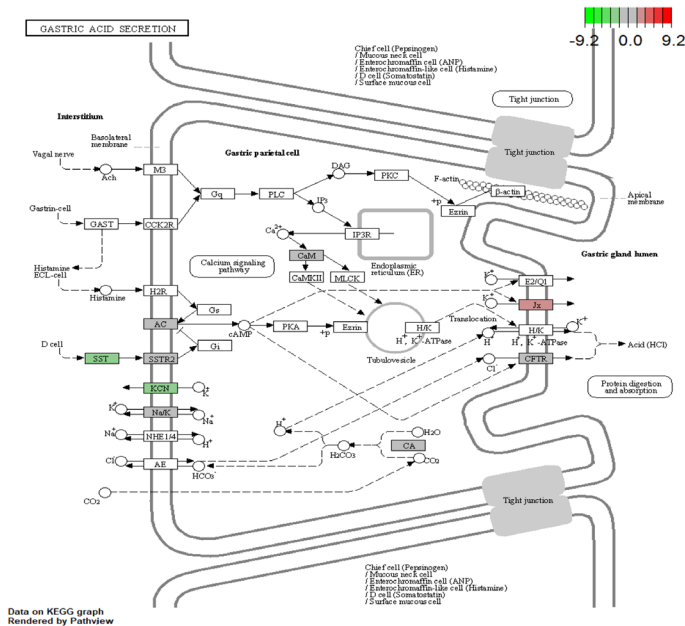 GASTRIC ACID SECRETION
-9.2 0.0 9.2
Chief cell (Pepsinogen)
/ Mucous neck cell
/ Enterochromaffin cell (ANP)
/ Enterochromaffin-like cell (Histamine)
/ D cell (Somatostatin)
/ Surface mucous cell
Tight junction
Interstitium
Basolateral
membrane
Tight junction
Vagal nerve
Gastric parietal cell
Ach
M3
DAG
PKC
F-actin
β-actin
Apical
membrane
Gq
PLC
IP3
+p
Ezrin
Gastrin-cell
GAST
CCK2R
Ca2+
IP3R
Gastric gland lumen
CaM
Endoplasmic
reticulum (ER)
Calcium signaling
pathway
Histamine
ECL-cell
CaMKII
MLCK
K+
E2/Q1
Histamine
H2R
K+
Jx
Gs
AC
cAMP
PKA
+p
Ezrin
H/K
H+, K+-ATPase
Translocation
H+
H/K
K+
H+, K+-ATPase
Gi
Tubulovesicle
Acid (HCl)
D cell
SST
SSTR2
Cl-
CFTR
KCN
K+
Protein digestion
and absorption
K+
Na/K
Na+
Na+
NHE1/4
H+
H+
H2O
H2CO3
CA
CO2
Cl-
AE
HCO3-
CO2
Tight junction
Chief cell (Pepsinogen)
/ Mucous neck cell
/ Enterochromaffin cell (ANP)
/ Enterochromaffin-like cell (Histamine)
/ D cell (Somatostatin)
/ Surface mucous cell
Data on KEGG graph
Rendered by Pathview